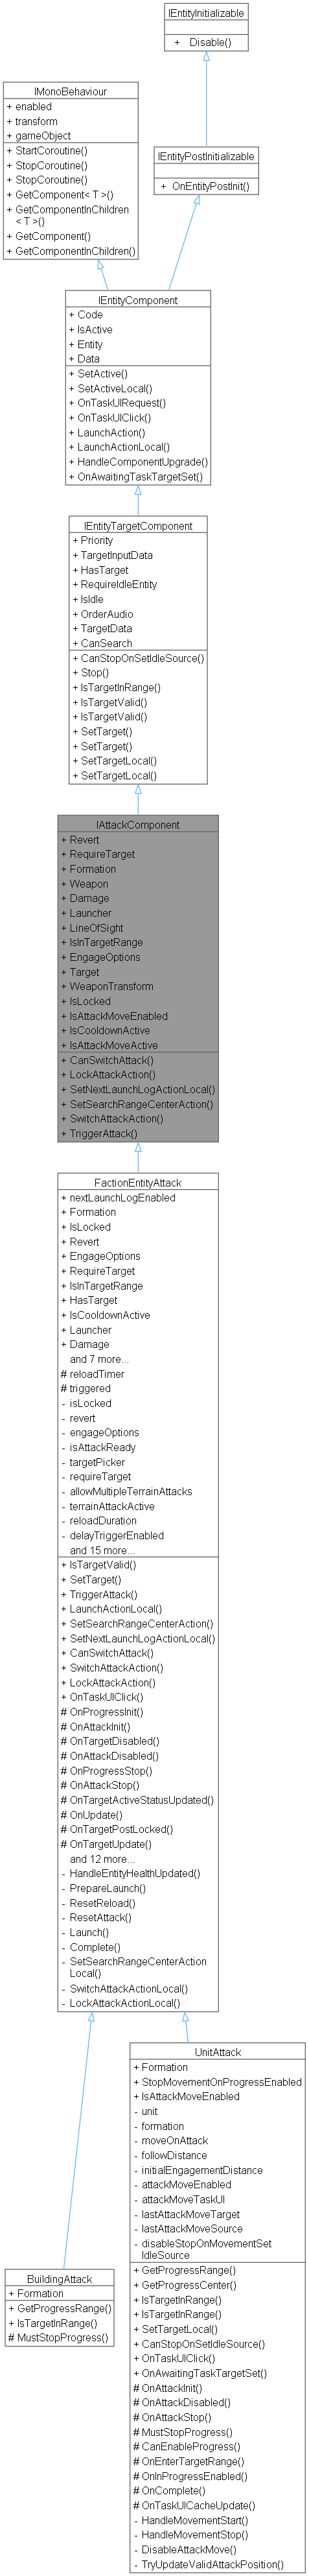 IEntityInitializable
+ Disable()
IMonoBehaviour
+ enabled
+ transform
+ gameObject
+ StartCoroutine()
+ StopCoroutine()
+ StopCoroutine()
+ GetComponent< T >()
+ GetComponentInChildren
< T >()
+ GetComponent()
+ GetComponentInChildren()
IEntityPostInitializable
+ OnEntityPostInit()
IEntityComponent
+ Code
+ IsActive
+ Entity
+ Data
+ SetActive()
+ SetActiveLocal()
+ OnTaskUIRequest()
+ OnTaskUIClick()
+ LaunchAction()
+ LaunchActionLocal()
+ HandleComponentUpgrade()
+ OnAwaitingTaskTargetSet()
IEntityTargetComponent
+ Priority
+ TargetInputData
+ HasTarget
+ RequireIdleEntity
+ IsIdle
+ OrderAudio
+ TargetData
+ CanSearch
+ CanStopOnSetIdleSource()
+ Stop()
+ IsTargetInRange()
+ IsTargetValid()
+ IsTargetValid()
+ SetTarget()
+ SetTarget()
+ SetTargetLocal()
+ SetTargetLocal()
IAttackComponent
+ Revert
+ RequireTarget
+ Formation
+ Weapon
+ Damage
+ Launcher
+ LineOfSight
+ IsInTargetRange
+ EngageOptions
+ Target
+ WeaponTransform
+ IsLocked
+ IsAttackMoveEnabled
+ IsCooldownActive
+ IsAttackMoveActive
+ CanSwitchAttack()
+ LockAttackAction()
+ SetNextLaunchLogActionLocal()
+ SetSearchRangeCenterAction()
+ SwitchAttackAction()
+ TriggerAttack()
FactionEntityAttack
+ nextLaunchLogEnabled
+ Formation
+ IsLocked
+ Revert
+ EngageOptions
+ RequireTarget
+ IsInTargetRange
+ HasTarget
+ IsCooldownActive
+ Launcher
+ Damage
and 7 more...
# reloadTimer
# triggered
- isLocked
- revert
- engageOptions
- isAttackReady
- targetPicker
- requireTarget
- allowMultipleTerrainAttacks
- terrainAttackActive
- reloadDuration
- delayTriggerEnabled
and 15 more...
+ IsTargetValid()
+ SetTarget()
+ TriggerAttack()
+ LaunchActionLocal()
+ SetSearchRangeCenterAction()
+ SetNextLaunchLogActionLocal()
+ CanSwitchAttack()
+ SwitchAttackAction()
+ LockAttackAction()
+ OnTaskUIClick()
# OnProgressInit()
# OnAttackInit()
# OnTargetDisabled()
# OnAttackDisabled()
# OnProgressStop()
# OnAttackStop()
# OnTargetActiveStatusUpdated()
# OnUpdate()
# OnTargetPostLocked()
# OnTargetUpdate()
and 12 more...
- HandleEntityHealthUpdated()
- PrepareLaunch()
- ResetReload()
- ResetAttack()
- Launch()
- Complete()
- SetSearchRangeCenterAction
Local()
- SwitchAttackActionLocal()
- LockAttackActionLocal()
UnitAttack
+ Formation
+ StopMovementOnProgressEnabled
+ IsAttackMoveEnabled
- unit
- formation
- moveOnAttack
- followDistance
- initialEngagementDistance
- attackMoveEnabled
- attackMoveTaskUI
- lastAttackMoveTarget
- lastAttackMoveSource
- disableStopOnMovementSet
IdleSource
+ GetProgressRange()
+ GetProgressCenter()
+ IsTargetInRange()
+ IsTargetInRange()
+ SetTargetLocal()
+ CanStopOnSetIdleSource()
+ OnTaskUIClick()
+ OnAwaitingTaskTargetSet()
# OnAttackInit()
# OnAttackDisabled()
# OnAttackStop()
# MustStopProgress()
# CanEnableProgress()
# OnEnterTargetRange()
# OnInProgressEnabled()
# OnComplete()
# OnTaskUICacheUpdate()
- HandleMovementStart()
- HandleMovementStop()
- DisableAttackMove()
- TryUpdateValidAttackPosition()
BuildingAttack
+ Formation
+ GetProgressRange()
+ IsTargetInRange()
# MustStopProgress()